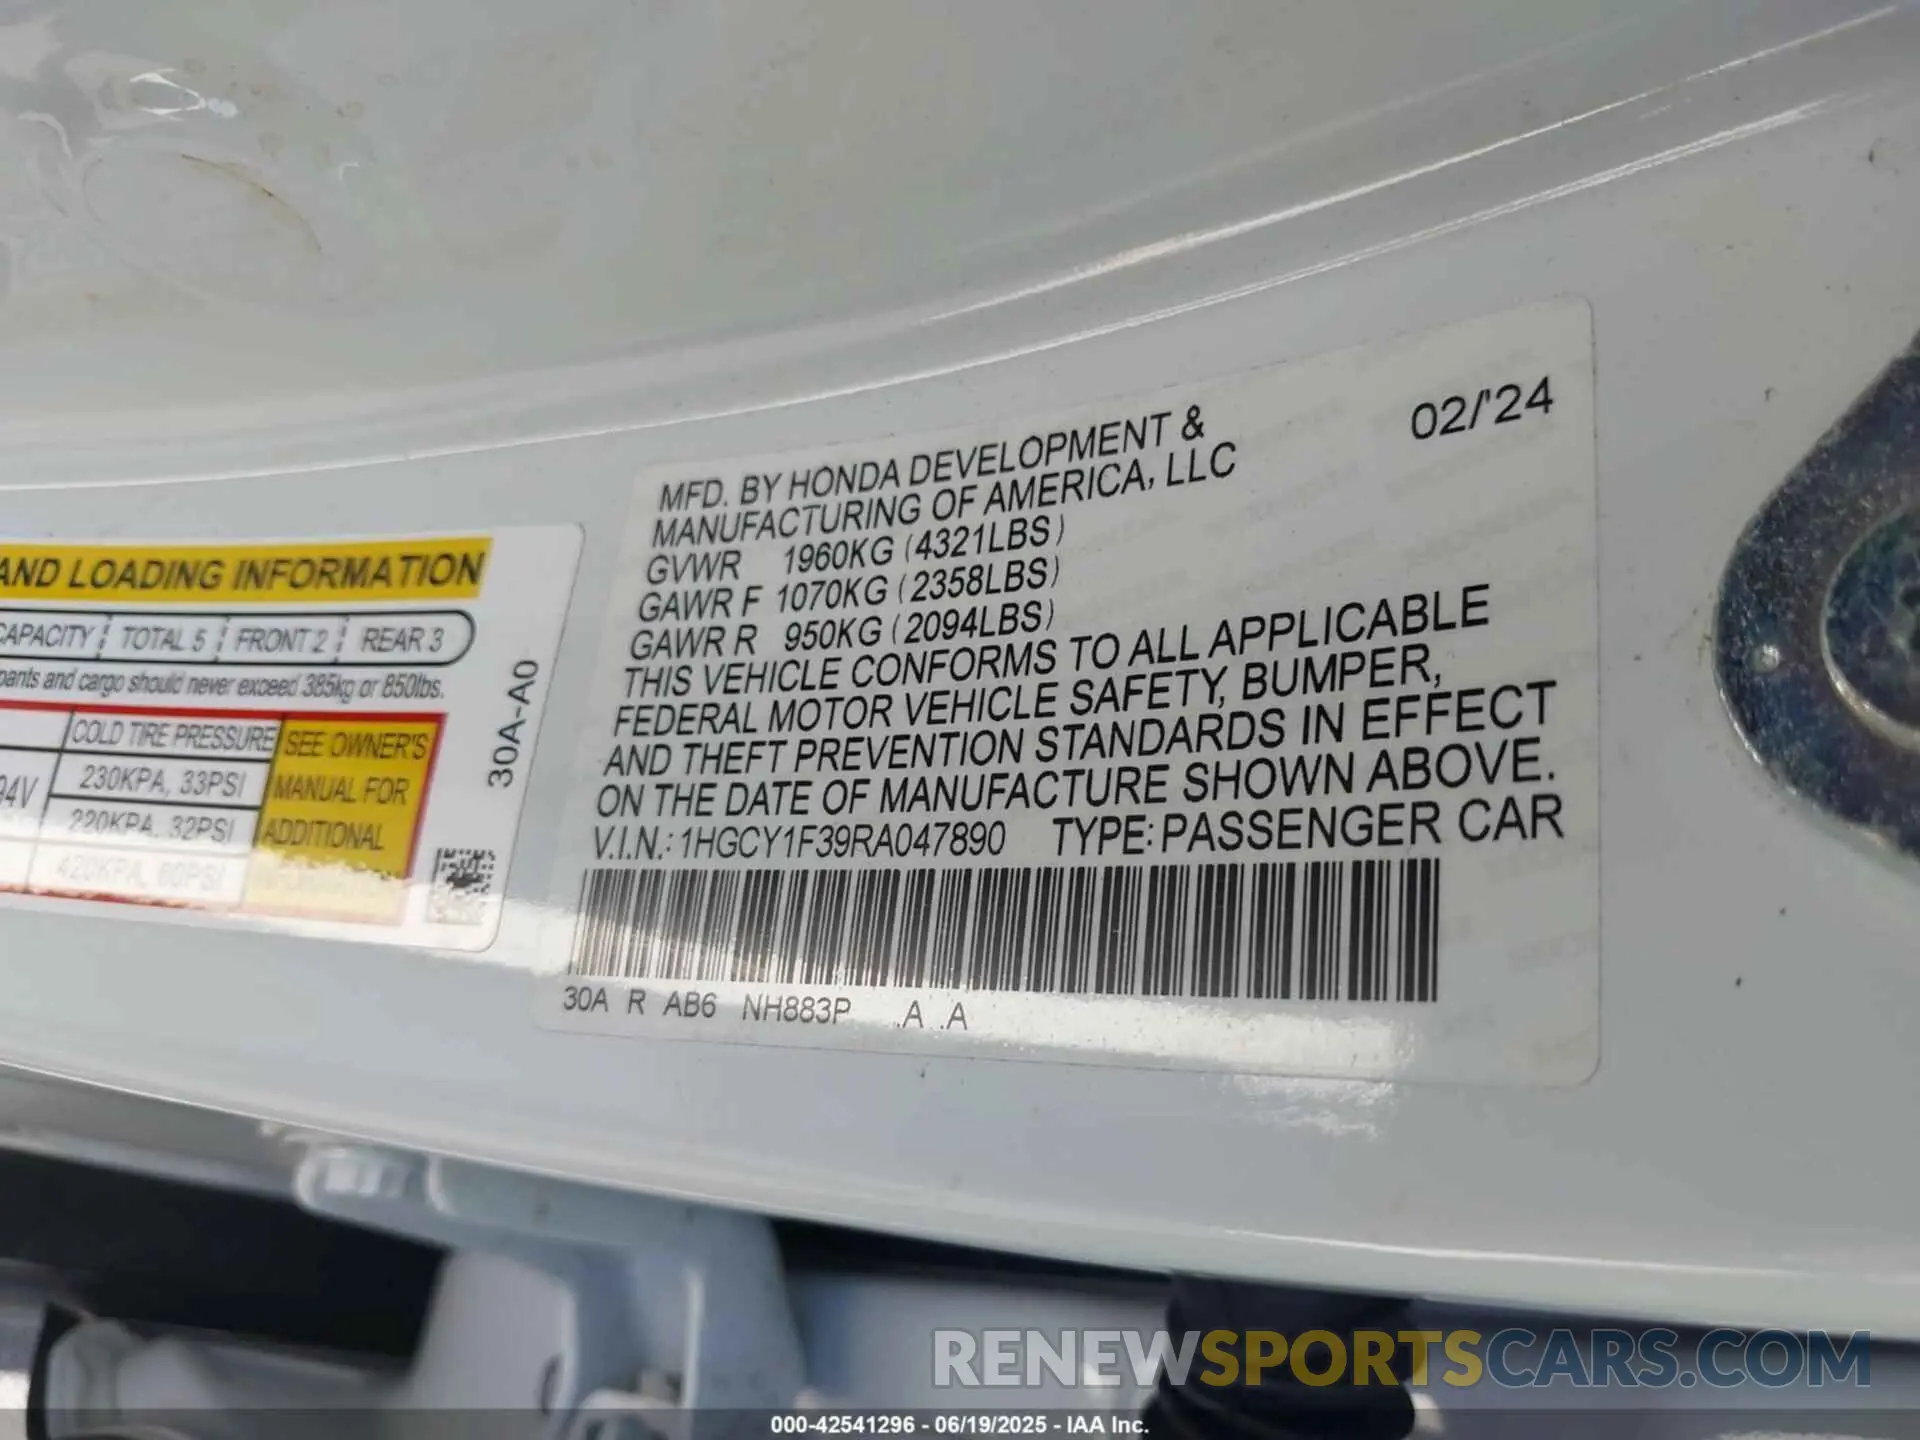 AND LOADING INFORMATION
CAPACITY TOTAL 5 FRONT 2 REAR 3
and cargo should never exceed 385kg or 850lbs.
COLD TIRE PRESSURE
94V
230KPA, 33PSI
220KPA, 32PSI
420KPA, 60PSI
SEE OWNER'S
MANUAL FOR
ADDITIONAL
INFORMATION
30A-A0
02/'24
MFD. BY HONDA DEVELOPMENT &
MANUFACTURING OF AMERICA, LLC
GVWR 1960KG (4321LBS)
GAWR F 1070KG (2358LBS)
GAWR R 950KG (2094LBS)
THIS VEHICLE CONFORMS TO ALL APPLICABLE
FEDERAL MOTOR VEHICLE SAFETY, BUMPER,
AND THEFT PREVENTION STANDARDS IN EFFECT
ON THE DATE OF MANUFACTURE SHOWN ABOVE.
V.I.N.: 1HGCY1F39RA047890 TYPE: PASSENGER CAR
30A R AB6 NH883P .A .A
RENEWSPORTSCARS.COM
000-42541296 - 06/19/2025 - IAA Inc.